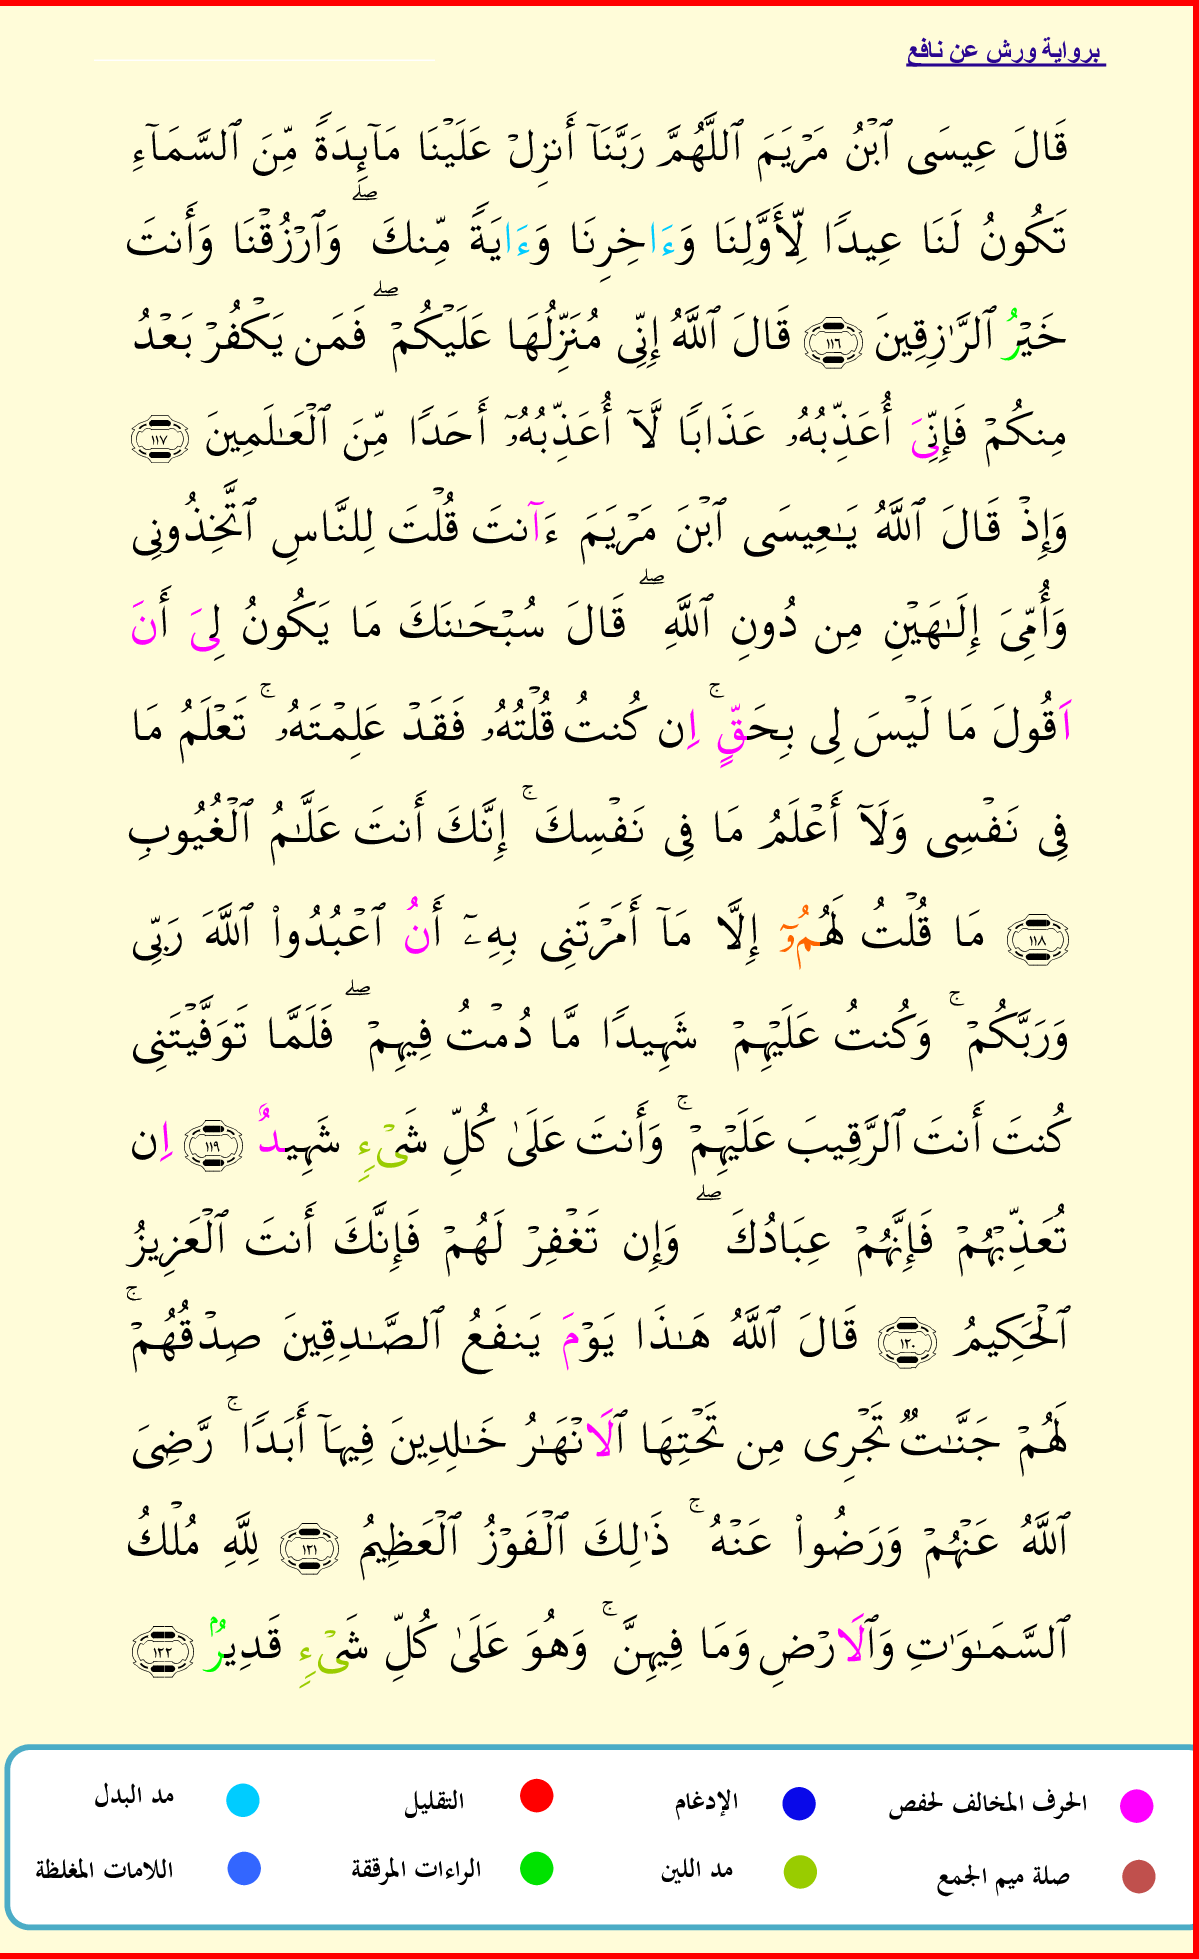 برواية ورش عن نافع
قَالَ عِيسَى ٱبْنُ مَرْيَمَ ٱللَّهُمَّ رَبَّنَآ أَنزِلْ عَلَيْنَا مَآئِدَةً مِّنَ ٱلسَّمَآءِ
تَكُونُ لَنَا عِيدًا لِّأَوَّلِنَا وَءَاخِرِنَا وَءَايَةً مِّنكَ ۖ وَٱرْزُقْنَا وَأَنتَ
خَيْرُ ٱلرَّٰزِقِينَ ١١٦ قَالَ ٱللَّهُ إِنِّى مُنَزِّلُهَا عَلَيْكُمْ ۖ فَمَن يَكْفُرْ بَعْدُ
مِنكُمْ فَإِنِّىَ أُعَذِّبُهُۥ عَذَابًا لَّآ أُعَذِّبُهُۥٓ أَحَدًا مِّنَ ٱلْعَـٰلَمِينَ ١١٧
وَإِذْ قَالَ ٱللَّهُ يَـٰعِيسَى ٱبْنَ مَرْيَمَ ءَآنتَ قُلْتَ لِلنَّاسِ ٱتَّخِذُونِى
وَأُمِّىَ إِلَـٰهَيْنِ مِن دُونِ ٱللَّهِ ۖ قَالَ سُبْحَـٰنَكَ مَا يَكُونُ لِىَ أَنَ
اَقُولَ مَا لَيْسَ لِى بِحَقٍّ ۚ اِن كُنتُ قُلْتُهُۥ فَقَدْ عَلِمْتَهُۥ ۚ تَعْلَمُ مَا
فِى نَفْسِى وَلَآ أَعْلَمُ مَا فِى نَفْسِكَ ۚ إِنَّكَ أَنتَ عَلَّـٰمُ ٱلْغُيُوبِ
١١٨ مَا قُلْتُ لَهُمُۥٓ إِلَّا مَآ أَمَرْتَنِى بِهِۦٓ أَنُ ٱعْبُدُوا۟ ٱللَّهَ رَبِّى
وَرَبَّكُمْ ۚ وَكُنتُ عَلَيْهِمْ شَهِيدًا مَّا دُمْتُ فِيهِمْ ۖ فَلَمَّا تَوَفَّيْتَنِى
كُنتَ أَنتَ ٱلرَّقِيبَ عَلَيْهِمْ ۚ وَأَنتَ عَلَىٰ كُلِّ شَىْءٍ شَهِيدٌ ١١٩ اِن
تُعَذِّبْهُمْ فَإِنَّهُمْ عِبَادُكَ ۖ وَإِن تَغْفِرْ لَهُمْ فَإِنَّكَ أَنتَ ٱلْعَزِيزُ
ٱلْحَكِيمُ ١٢٠ قَالَ ٱللَّهُ هَـٰذَا يَوْمَ يَنفَعُ ٱلصَّـٰدِقِينَ صِدْقُهُمْ ۚ
لَهُمْ جَنَّـٰتٌ تَجْرِى مِن تَحْتِهَا ٱلَانْهَـٰرُ خَـٰلِدِينَ فِيهَآ أَبَدًا ۚ رَّضِىَ
ٱللَّهُ عَنْهُمْ وَرَضُوا۟ عَنْهُ ۚ ذَٰلِكَ ٱلْفَوْزُ ٱلْعَظِيمُ ١٢١ لِلَّهِ مُلْكُ
ٱلسَّمَـٰوَٰتِ وَٱلَارْضِ وَمَا فِيهِنَّ ۚ وَهُوَ عَلَىٰ كُلِّ شَىْءٍ قَدِيرٌۢ ١٢٢
الحرف المخالف لحفص الإدغام التقليل مد البدل
صلة ميم الجمع مد اللين الراءات المرققة اللامات المغلظة